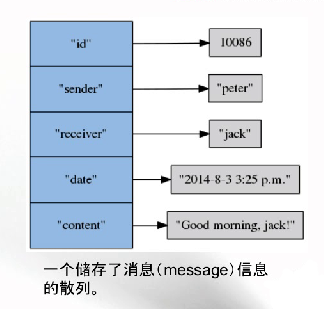 "id" 10086
"sender" "peter"
"receiver" "jack"
"date" "2014-8-3 3:25 p.m."
"content" "Good morning, jack!"
一个储存了消息(message)信息
的散列。